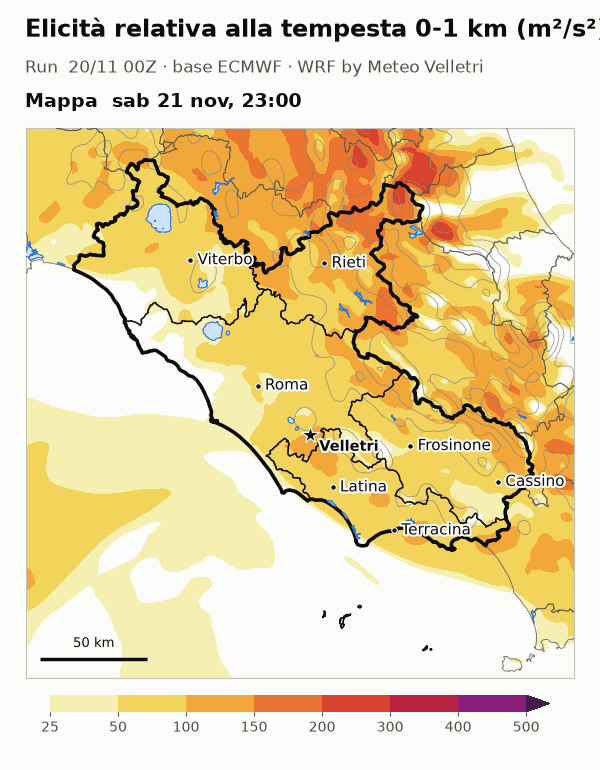 Elicità relativa alla tempesta 0-1 km (m²/s²)
Run  20/11 00Z · base ECMWF · WRF by Meteo Velletri
Mappa  sab 21 nov, 23:00
Viterbo
Rieti
Roma
Velletri
Frosinone
Cassino
Latina
Terracina
50 km
25 50 100 150 200 300 400 500